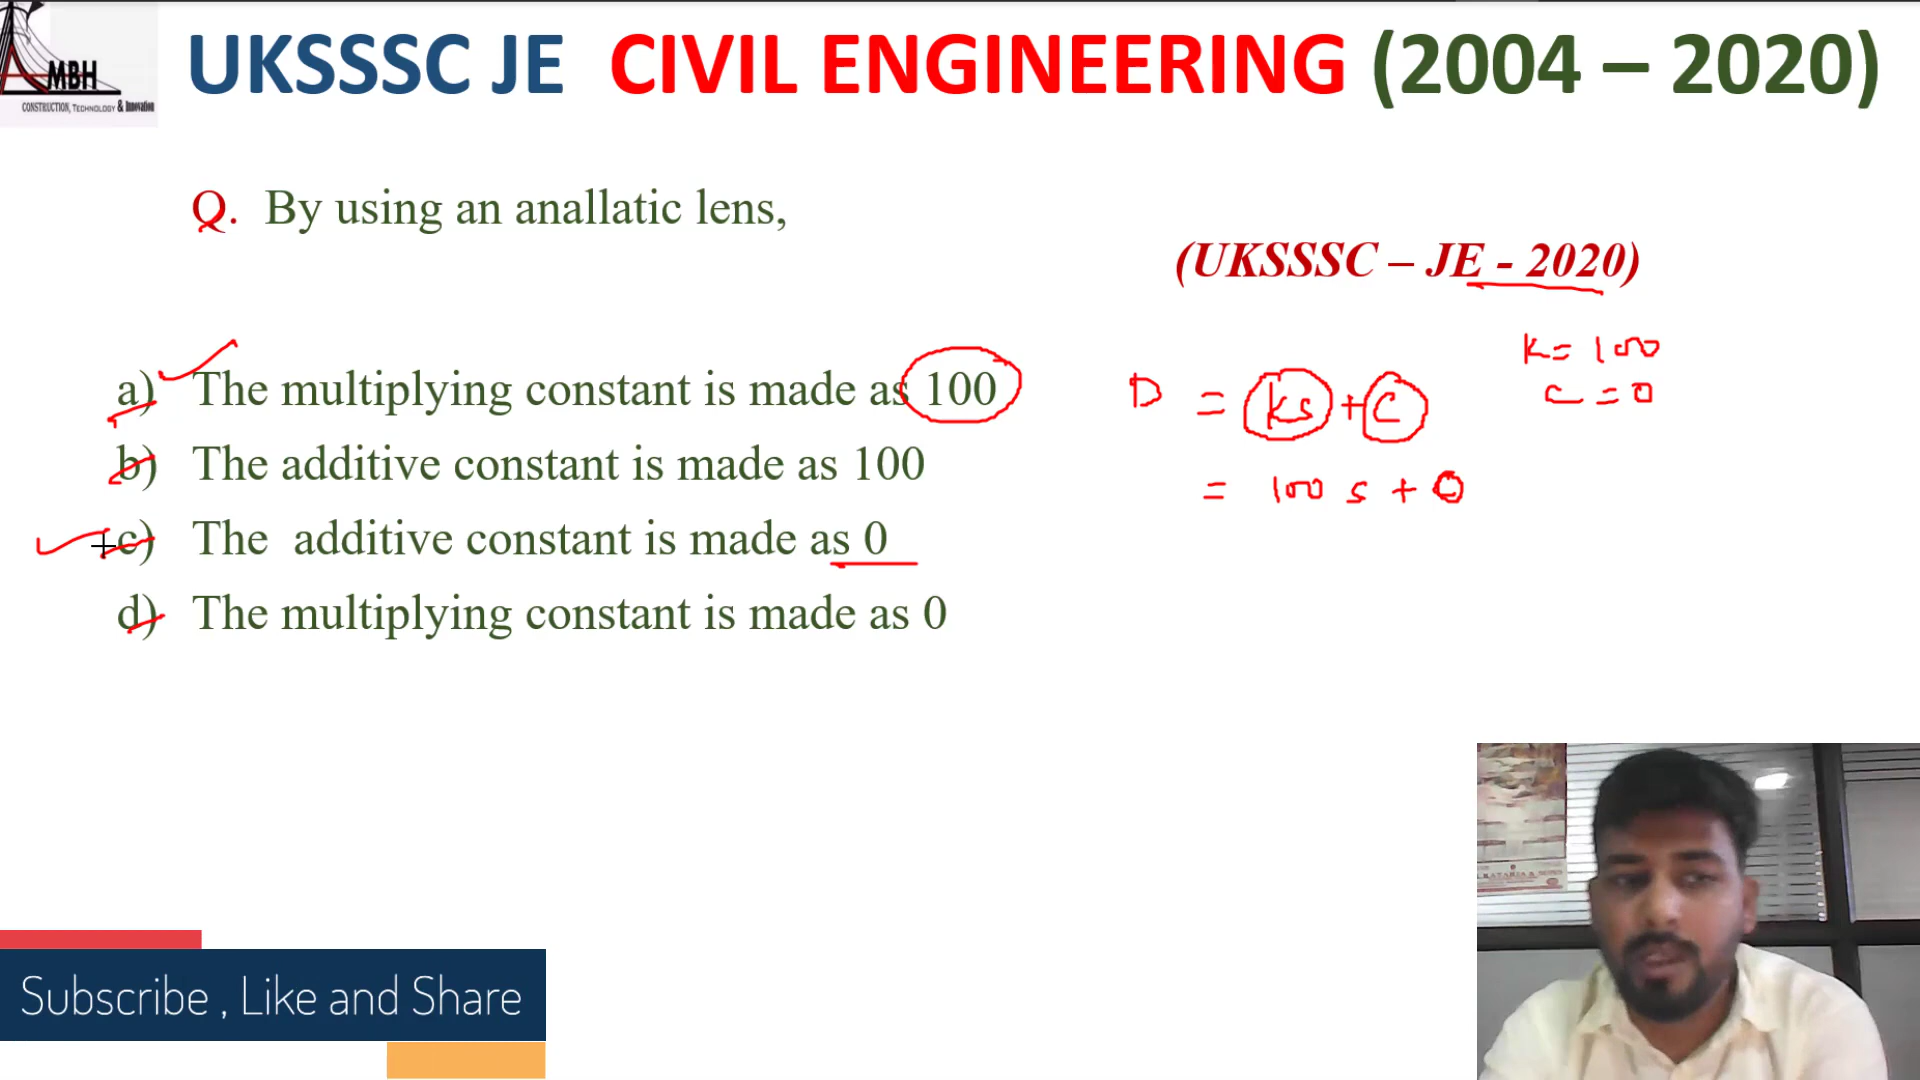 UKSSSC JE CIVIL ENGINEERING (2004 – 2020)
MBH
CONSTRUCTION, TECHNOLOGY & Innovation
Q. By using an anallatic lens,
(UKSSSC – JE - 2020)
K = 100
C = 0
a) The multiplying constant is made as 100
D = ks + C
b) The additive constant is made as 100
= 100 s + 0
c) The additive constant is made as 0
d) The multiplying constant is made as 0
Subscribe , Like and Share